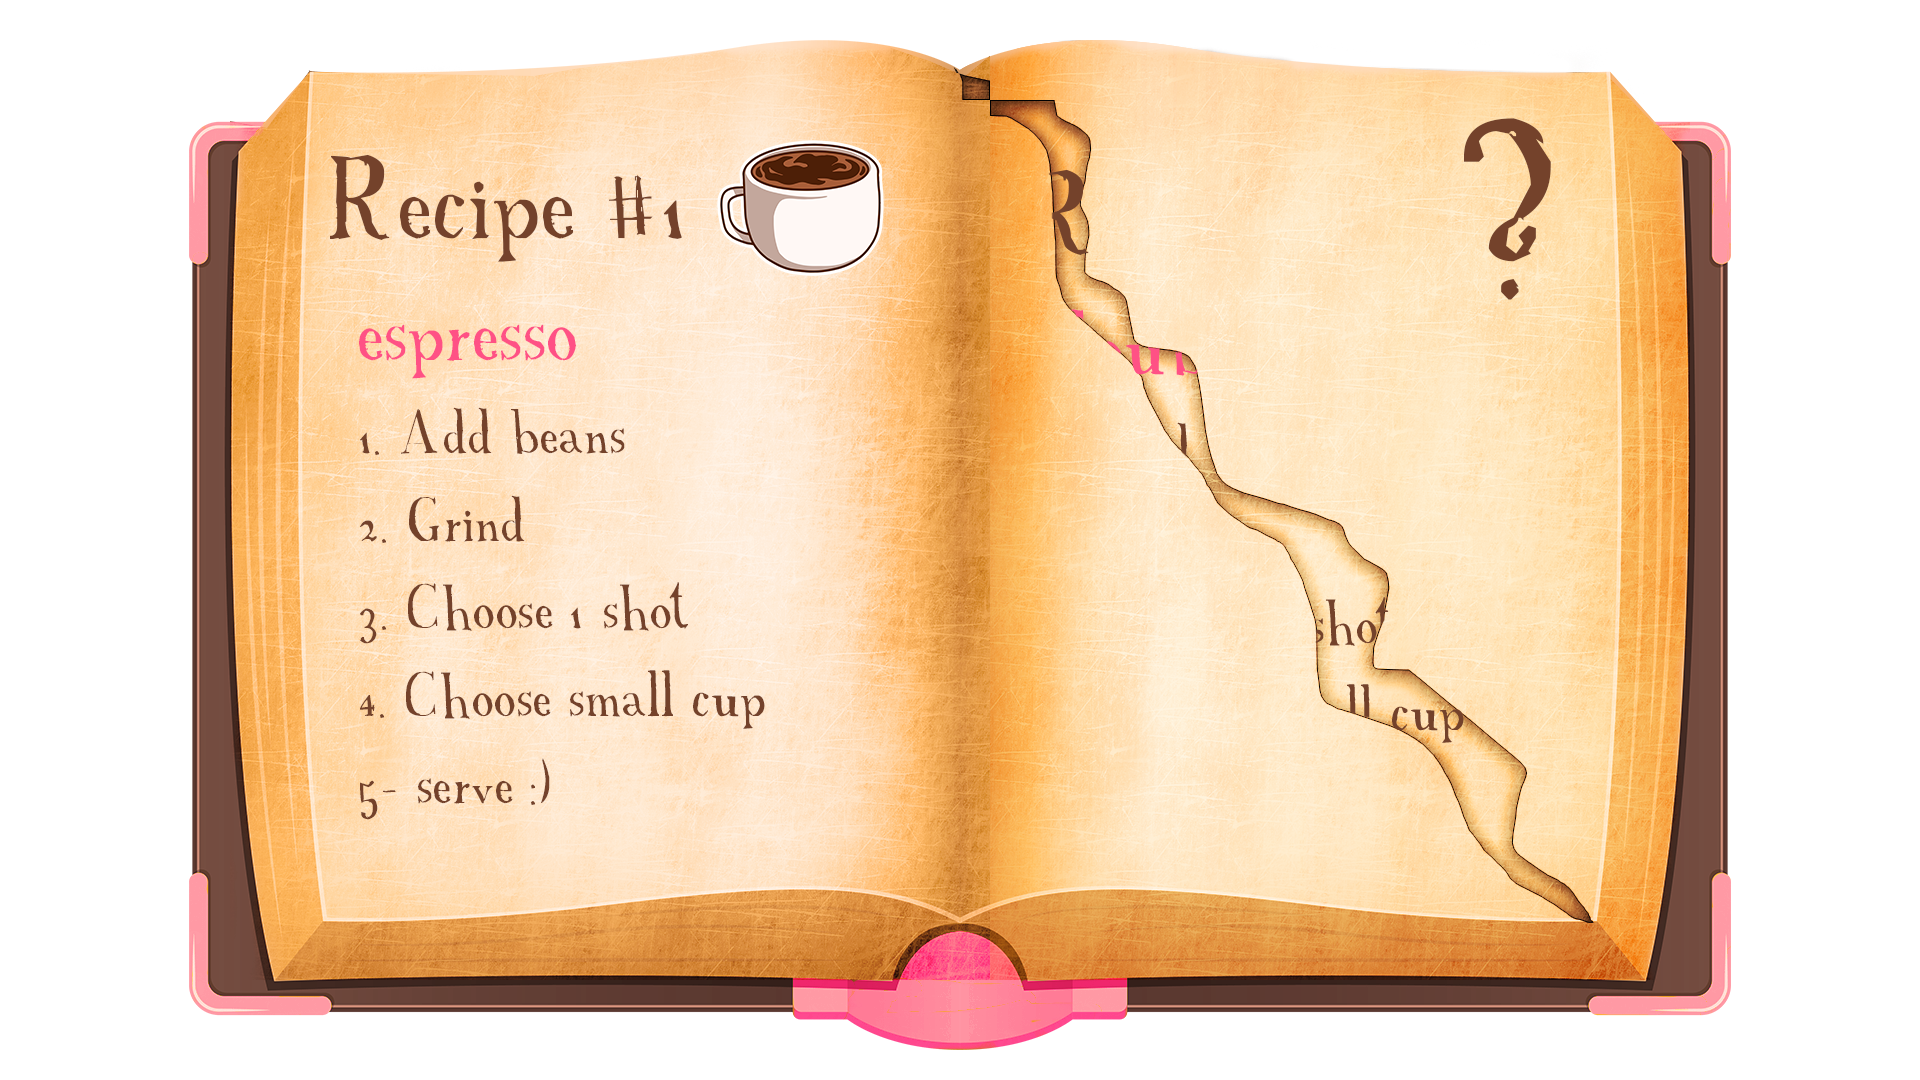 Recipe #1
espresso
1. Add beans
2. Grind
3. Choose 1 shot
4. Choose small cup
5- serve :)
?
R
shot
ll cup